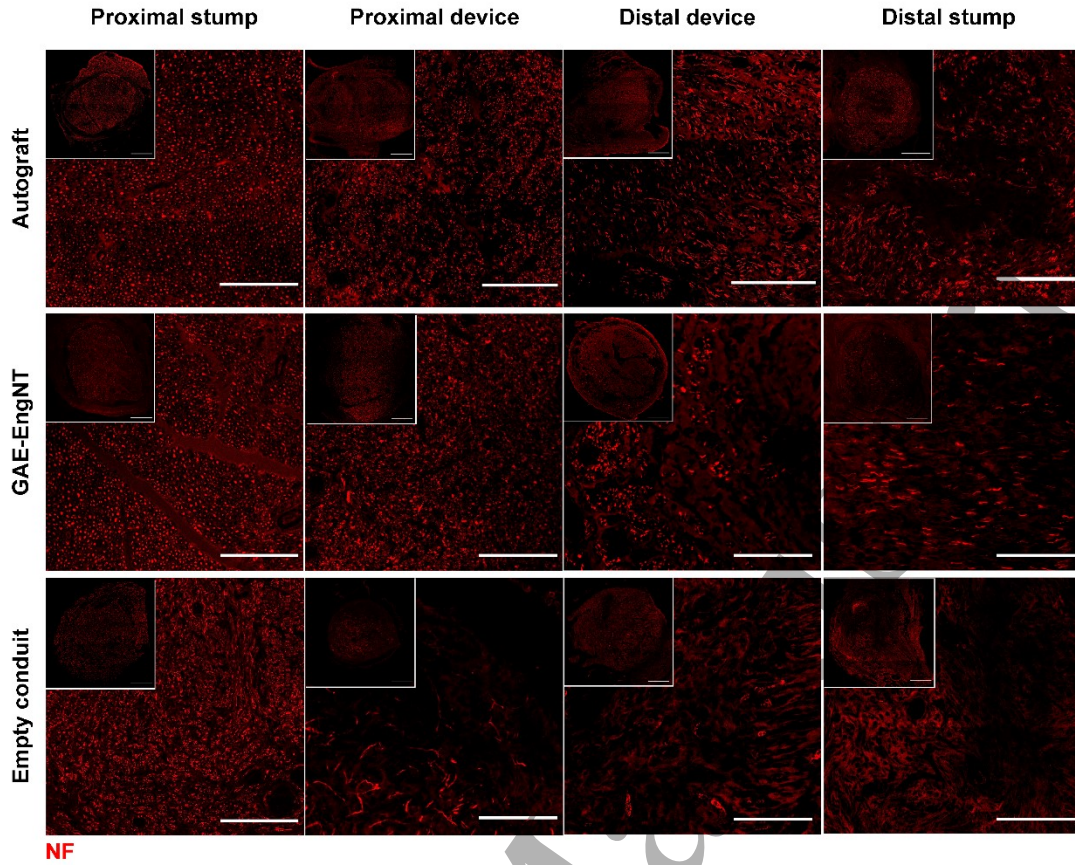 Proximal stump Proximal device Distal device Distal stump
Autograft
GAE-EngNT
Empty conduit
NF